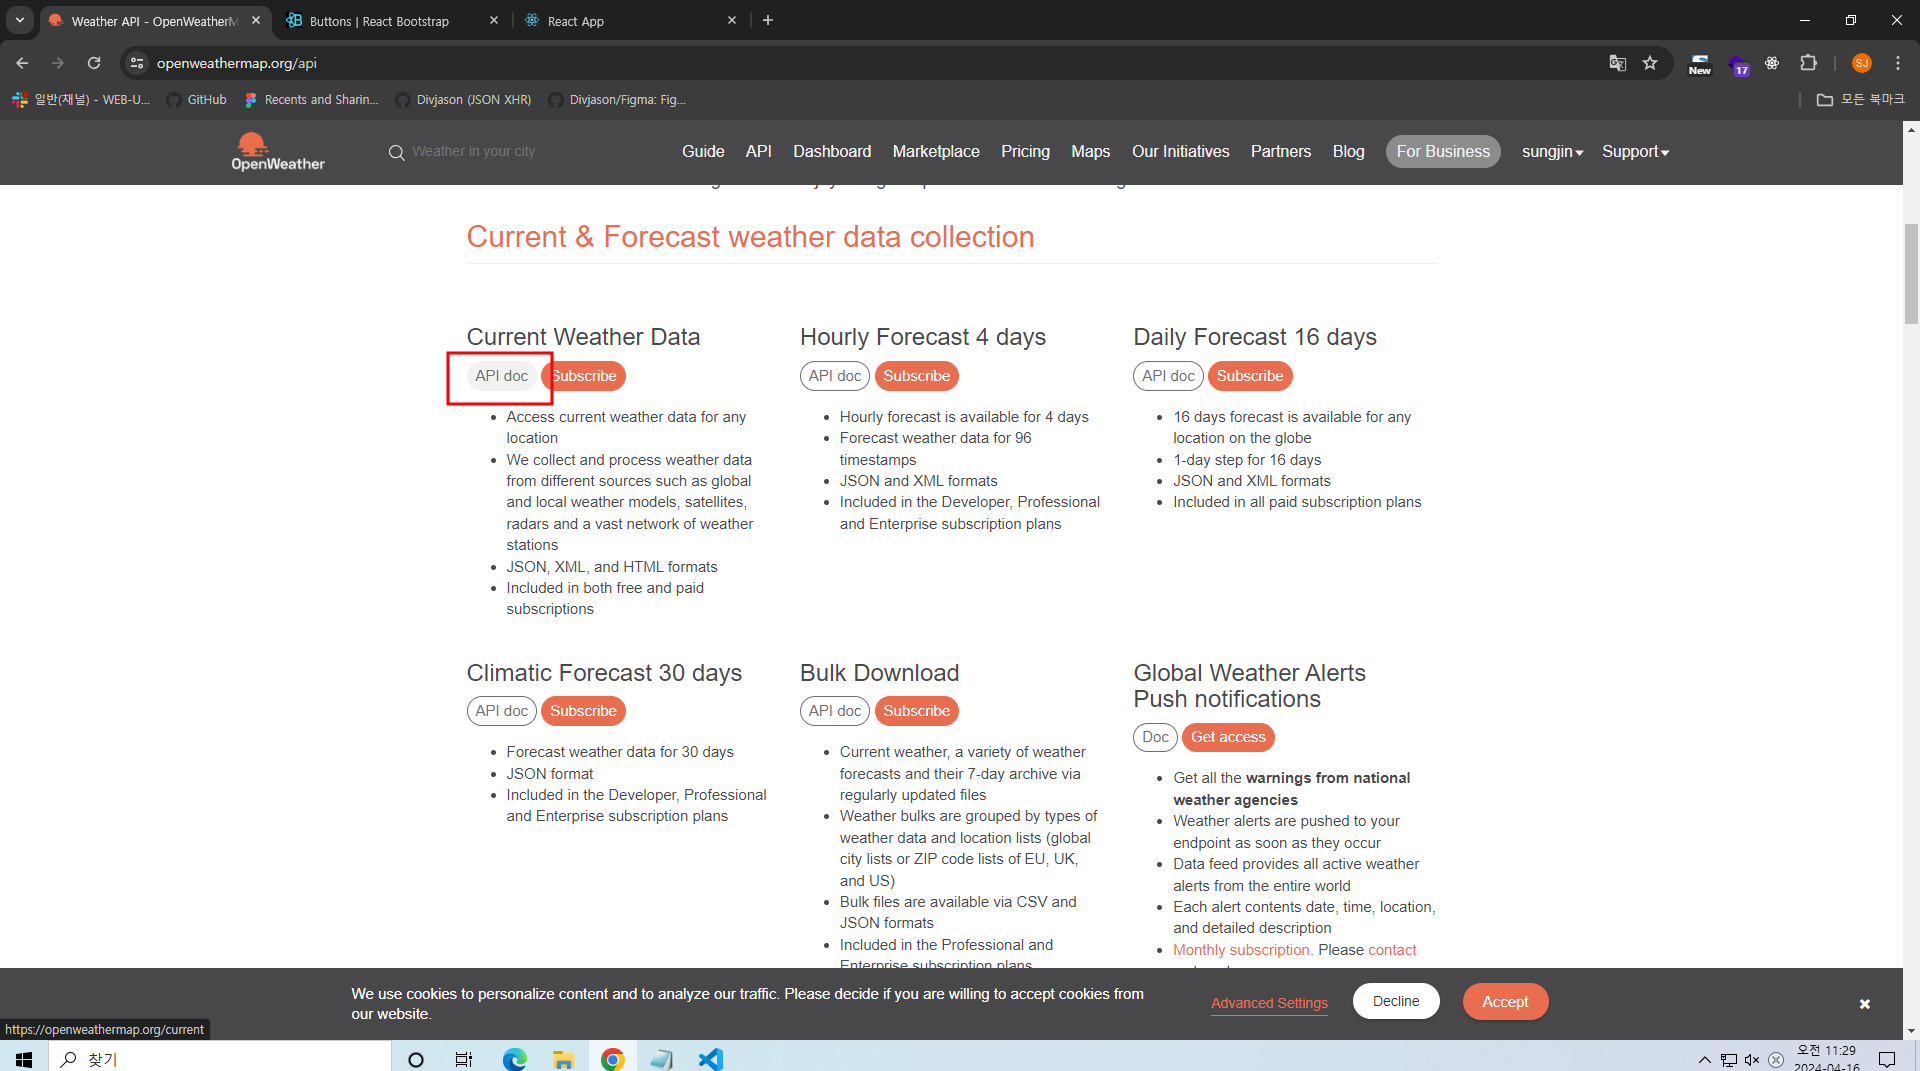 Weather API - OpenWeatherM
Buttons | React Bootstrap
React App
openweathermap.org/api
New
17
SJ
일반(채널) - WEB-U...
GitHub
Recents and Sharin...
Divjason (JSON XHR)
Divjason/Figma: Fig...
모든 북마크
OpenWeather
Weather in your city
Guide
API
Dashboard
Marketplace
Pricing
Maps
Our Initiatives
Partners
Blog
For Business
sungjin
Support
Current & Forecast weather data collection
Current Weather Data
API doc
Subscribe
Access current weather data for any
location
We collect and process weather data
from different sources such as global
and local weather models, satellites,
radars and a vast network of weather
stations
JSON, XML, and HTML formats
Included in both free and paid
subscriptions
Hourly Forecast 4 days
API doc
Subscribe
Hourly forecast is available for 4 days
Forecast weather data for 96
timestamps
JSON and XML formats
Included in the Developer, Professional
and Enterprise subscription plans
Daily Forecast 16 days
API doc
Subscribe
16 days forecast is available for any
location on the globe
1-day step for 16 days
JSON and XML formats
Included in all paid subscription plans
Climatic Forecast 30 days
API doc
Subscribe
Forecast weather data for 30 days
JSON format
Included in the Developer, Professional
and Enterprise subscription plans
Bulk Download
API doc
Subscribe
Current weather, a variety of weather
forecasts and their 7-day archive via
regularly updated files
Weather bulks are grouped by types of
weather data and location lists (global
city lists or ZIP code lists of EU, UK,
and US)
Bulk files are available via CSV and
JSON formats
Included in the Professional and
Enterprise subscription plans
Global Weather Alerts
Push notifications
Doc
Get access
Get all the warnings from national
weather agencies
Weather alerts are pushed to your
endpoint as soon as they occur
Data feed provides all active weather
alerts from the entire world
Each alert contents date, time, location,
and detailed description
Monthly subscription. Please contact
We use cookies to personalize content and to analyze our traffic. Please decide if you are willing to accept cookies from
our website.
Advanced Settings
Decline
Accept
https://openweathermap.org/current
찾기
오전 11:29
2024-04-16